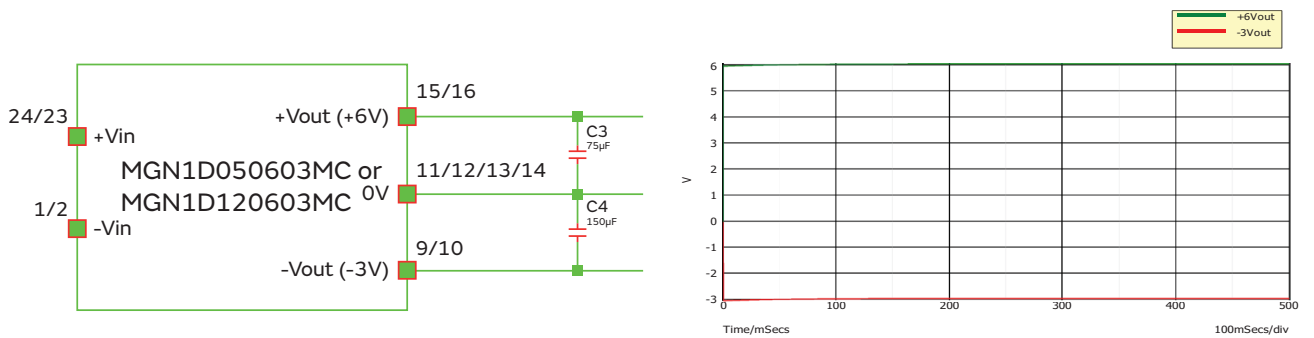 24/23
+Vin
1/2
-Vin
MGN1D050603MC or
MGN1D120603MC
+Vout (+6V)
15/16
0V
11/12/13/14
-Vout (-3V)
9/10
C3
75µF
C4
150µF
+6Vout
-3Vout
V
6
5
4
3
2
1
0
-1
-2
-3
0
100
200
300
400
500
Time/mSecs
100mSecs/div